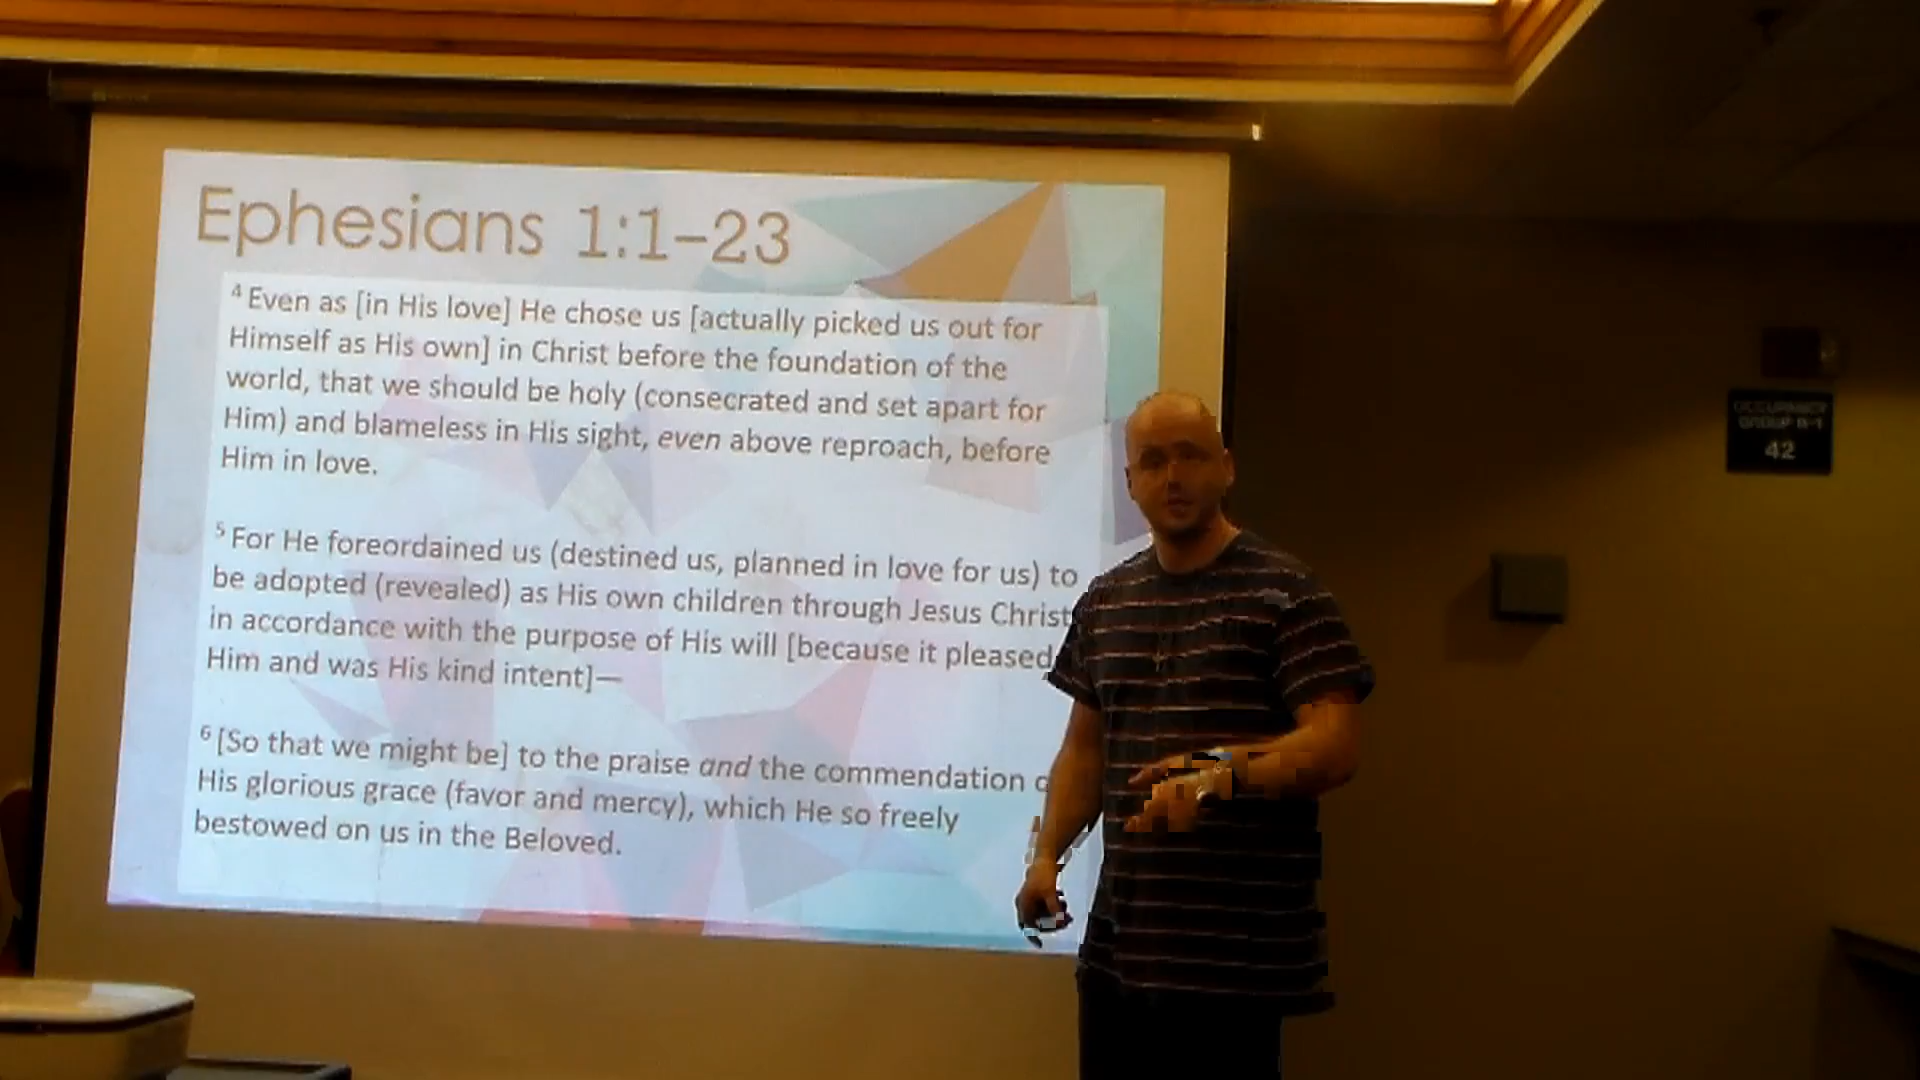 Ephesians 1:1–23
4 Even as [in His love] He chose us [actually picked us out for
Himself as His own] in Christ before the foundation of the
world, that we should be holy (consecrated and set apart for
Him) and blameless in His sight, even above reproach, before
Him in love.
5 For He foreordained us (destined us, planned in love for us) to
be adopted (revealed) as His own children through Jesus Christ
in accordance with the purpose of His will [because it pleased
Him and was His kind intent]—
6 [So that we might be] to the praise and the commendation
His glorious grace (favor and mercy), which He so freely
bestowed on us in the Beloved.
OCCUPANCY
GROUP
42